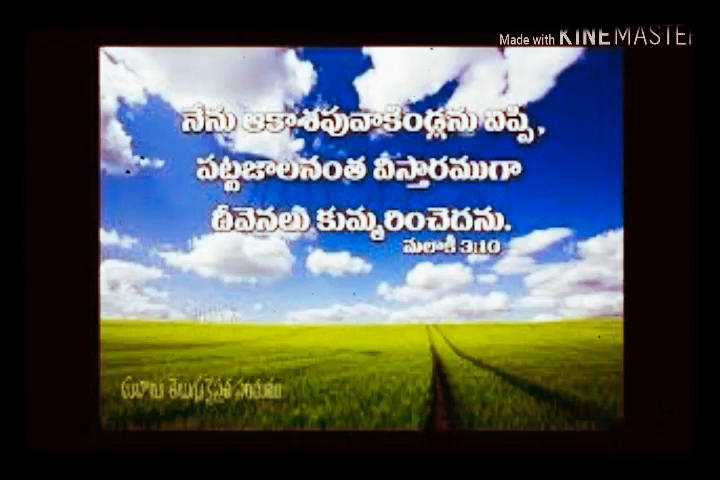 Made with KINEMASTER
నేను ఆకాశపువాకిండ్లను విప్పి,
పట్టజాలనంత విస్తారముగా
దీవెనలు కుమ్మరించెదను.
మలాకీ 3:10